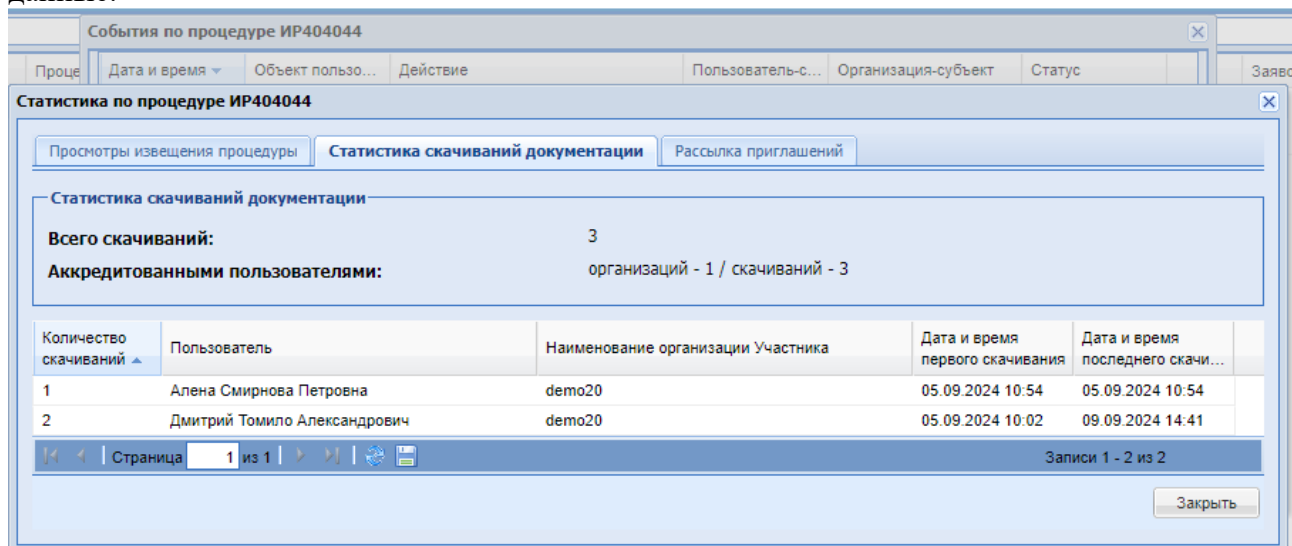 События по процедуре ИР404044
Проце Дата и время Объект пользо... Действие Пользователь-с... Организация-субъект Статус Заявс
Статистика по процедуре ИР404044
Просмотры извещения процедуры Статистика скачиваний документации Рассылка приглашений
Статистика скачиваний документации
Всего скачиваний: 3
Аккредитованными пользователями: организаций - 1 / скачиваний - 3
Количество скачиваний Пользователь Наименование организации Участника Дата и время первого скачивания Дата и время последнего скачи...
1 Алена Смирнова Петровна demo20 05.09.2024 10:54 05.09.2024 10:54
2 Дмитрий Томило Александрович demo20 05.09.2024 10:02 09.09.2024 14:41
Страница 1 из 1 Записи 1 - 2 из 2
Закрыть